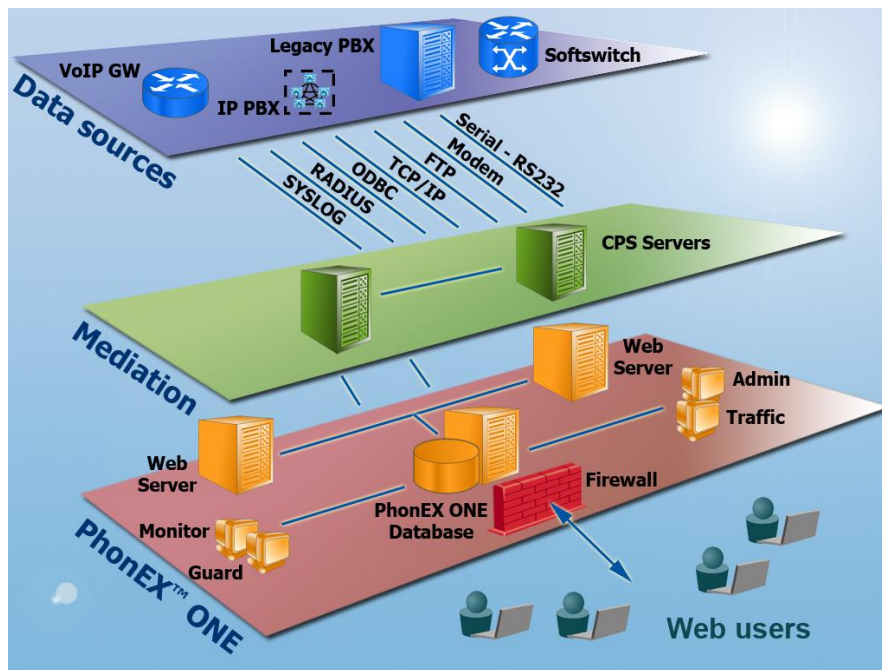 Legacy PBX
Softswitch
VoIP GW
IP PBX
Data sources
Serial - RS232
Modem
FTP
TCP/IP
ODBC
RADIUS
SYSLOG
CPS Servers
Mediation
Web
Server
Admin
Traffic
Web
Server
Firewall
PhonEX ONE
Database
Monitor
Guard
PhonEX™ ONE
Web users